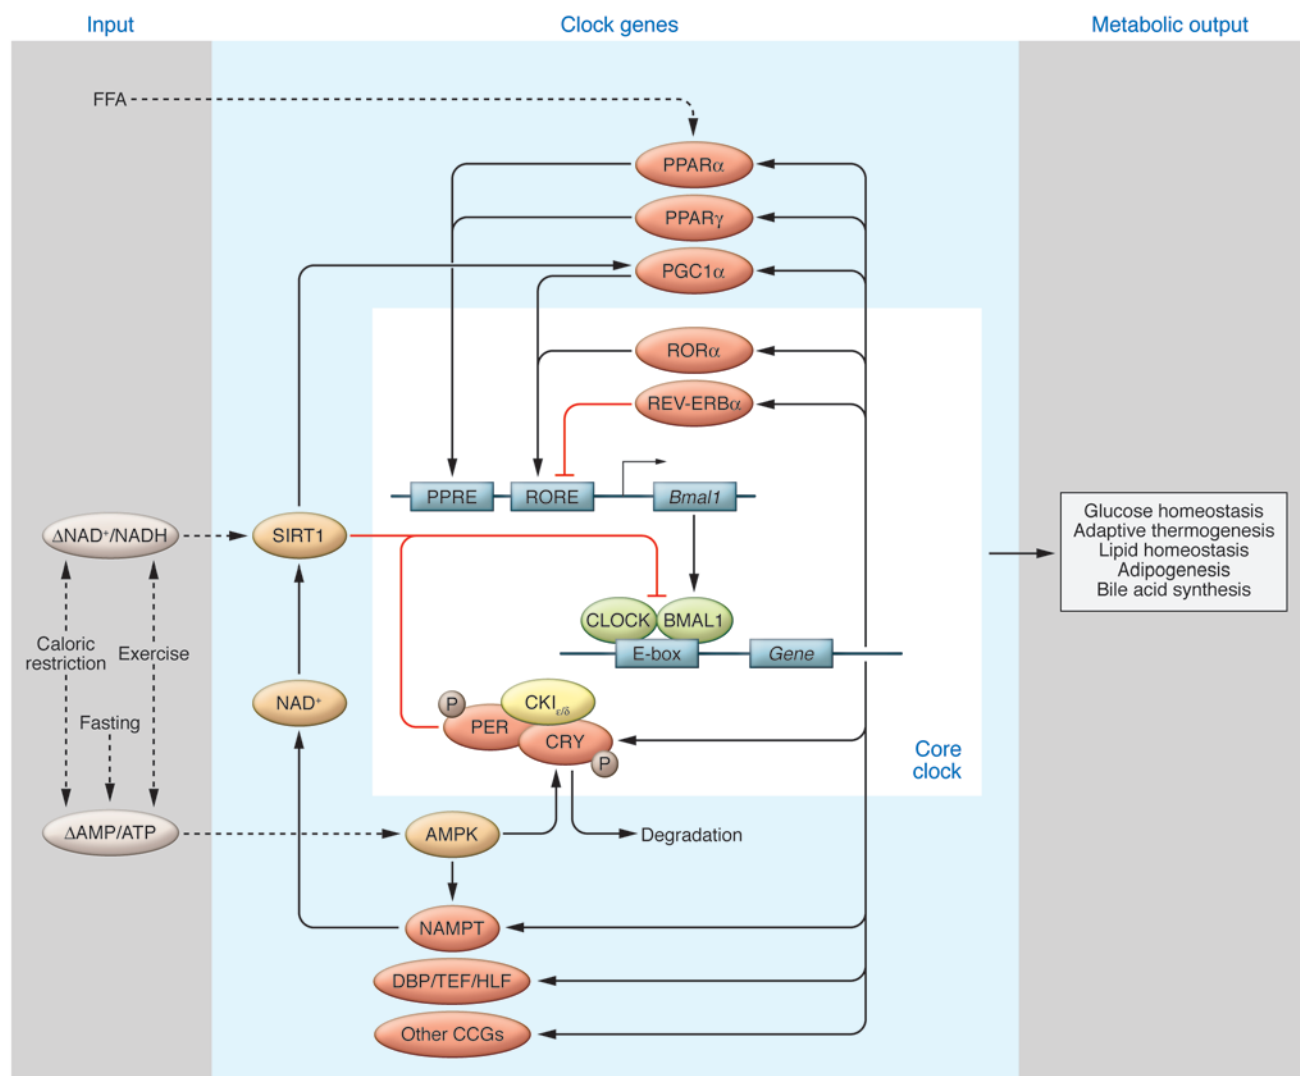 Input
Clock genes
Metabolic output
FFA
PPARα
PPARγ
PGC1α
RORα
REV-ERBα
PPRE
RORE
Bmal1
ΔNAD⁺/NADH
SIRT1
Glucose homeostasis
Adaptive thermogenesis
Lipid homeostasis
Adipogenesis
Bile acid synthesis
CLOCK
BMAL1
E-box
Gene
Caloric
restriction
Exercise
NAD⁺
Fasting
P
CKI ε/δ
PER
CRY
P
Core
clock
ΔAMP/ATP
AMPK
Degradation
NAMPT
DBP/TEF/HLF
Other CCGs